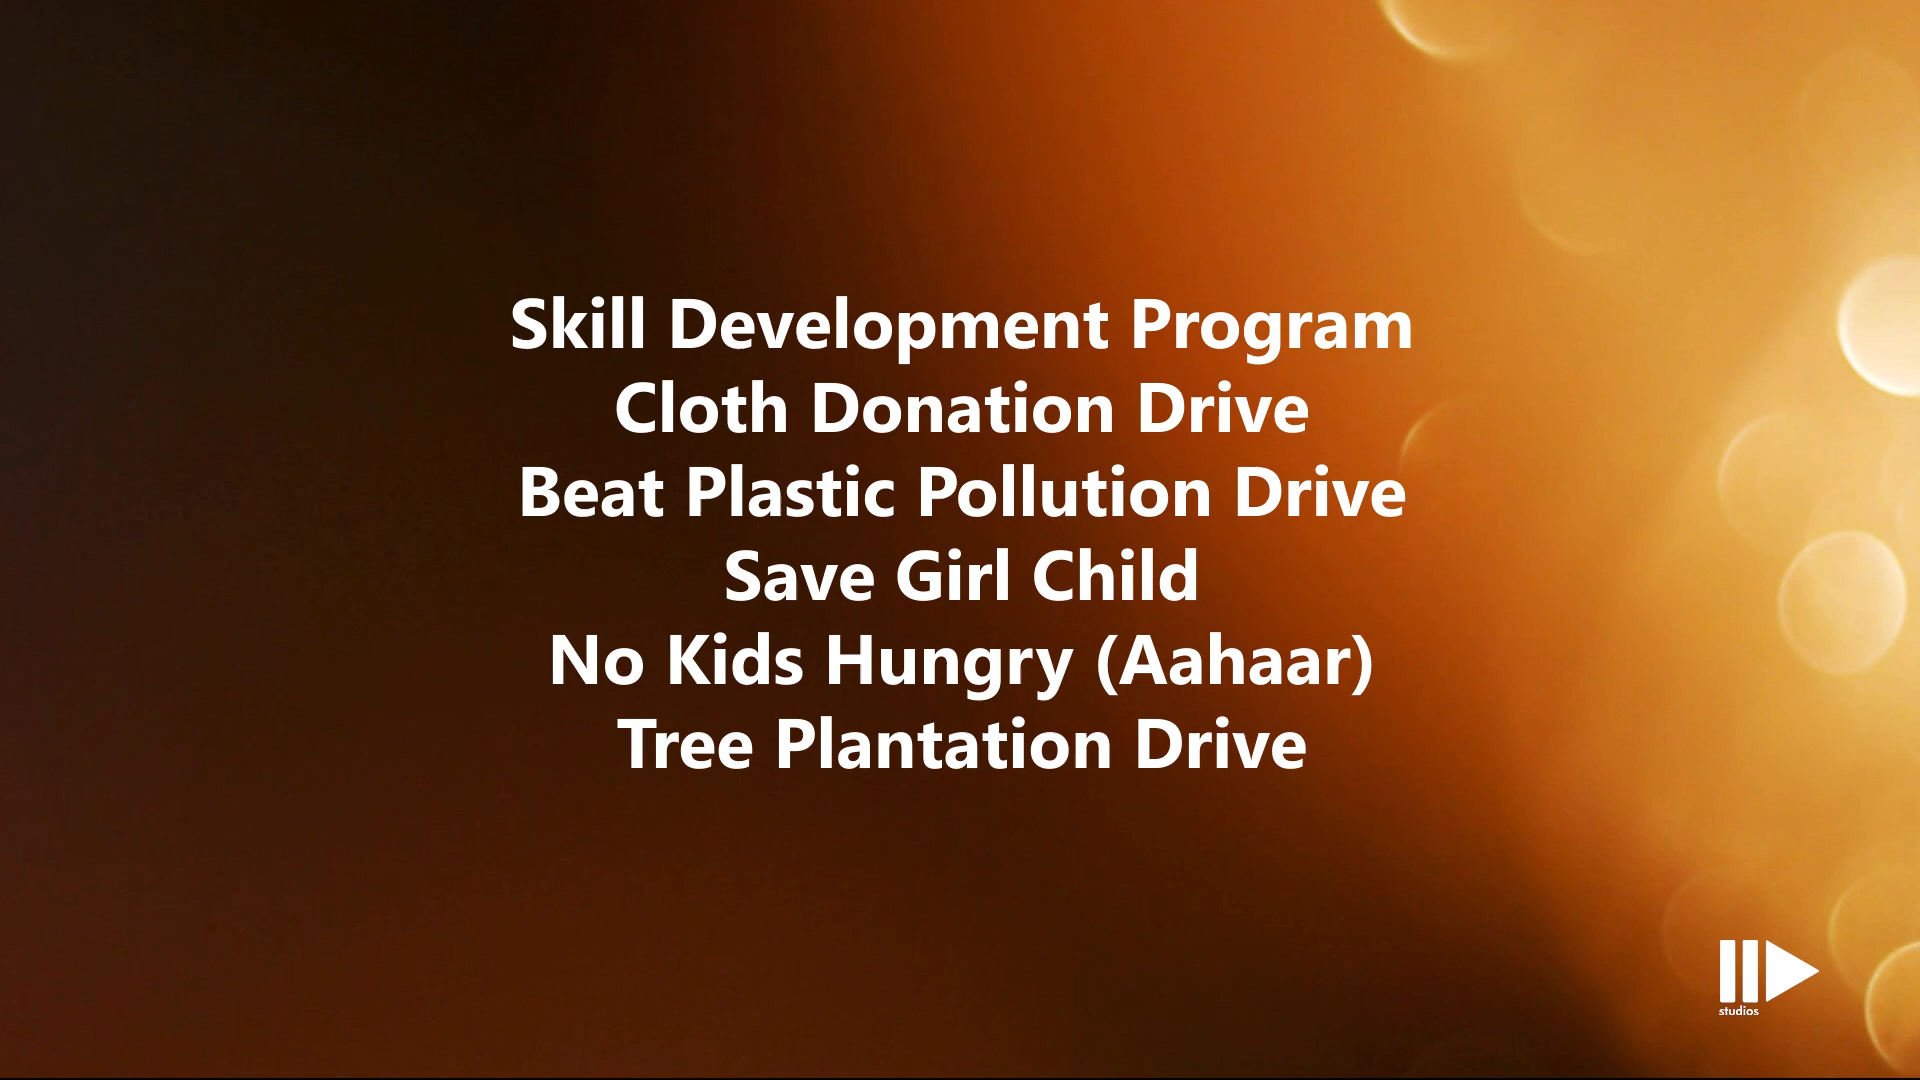 Skill Development Program
Cloth Donation Drive
Beat Plastic Pollution Drive
Save Girl Child
No Kids Hungry (Aahaar)
Tree Plantation Drive
studios